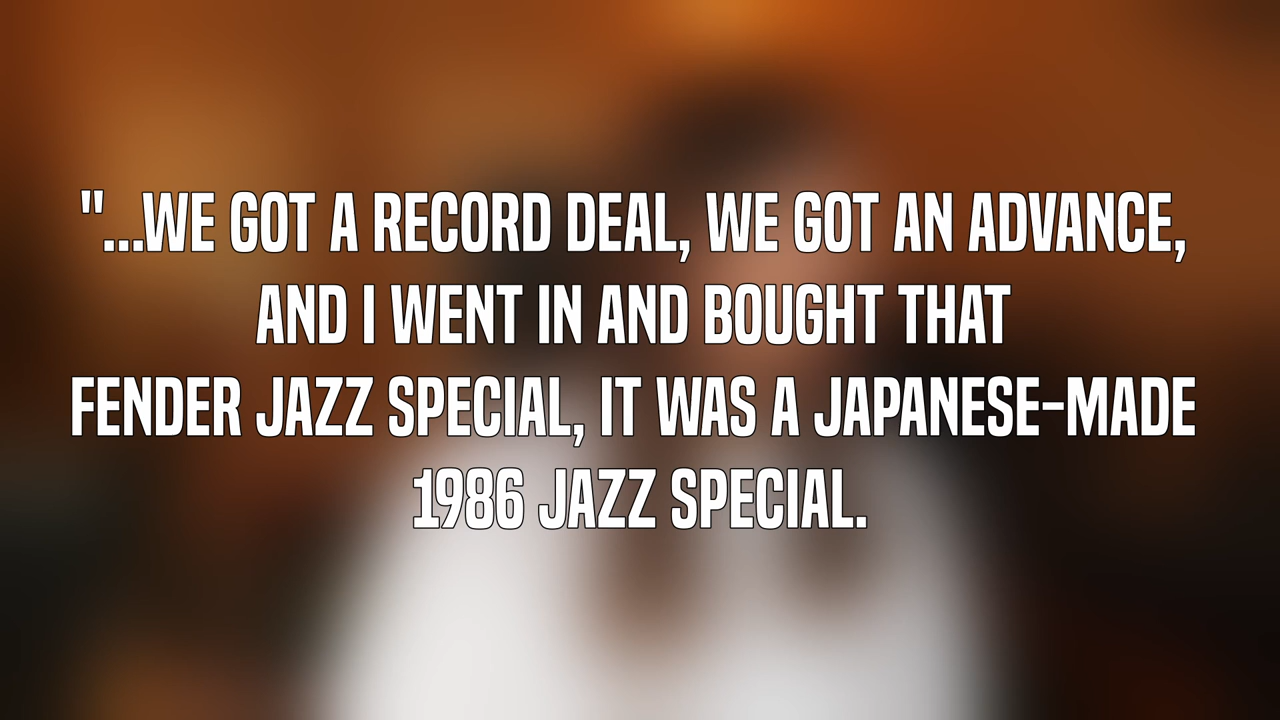 "...WE GOT A RECORD DEAL, WE GOT AN ADVANCE,
AND I WENT IN AND BOUGHT THAT
FENDER JAZZ SPECIAL, IT WAS A JAPANESE-MADE
1986 JAZZ SPECIAL.